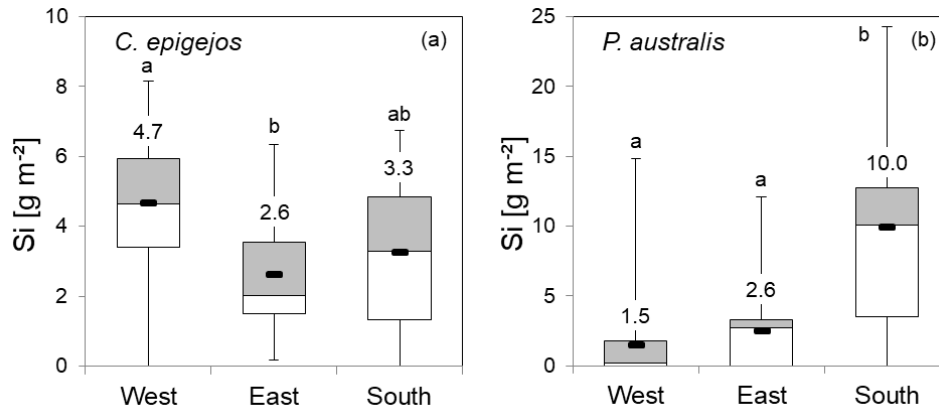 C. epigejos (a)
Si [g m⁻²]
10
8
6
4
2
0
a
4.7
b
2.6
ab
3.3
West East South
P. australis b (b)
Si [g m⁻²]
25
20
15
10
5
0
a
1.5
a
2.6
10.0
West East South